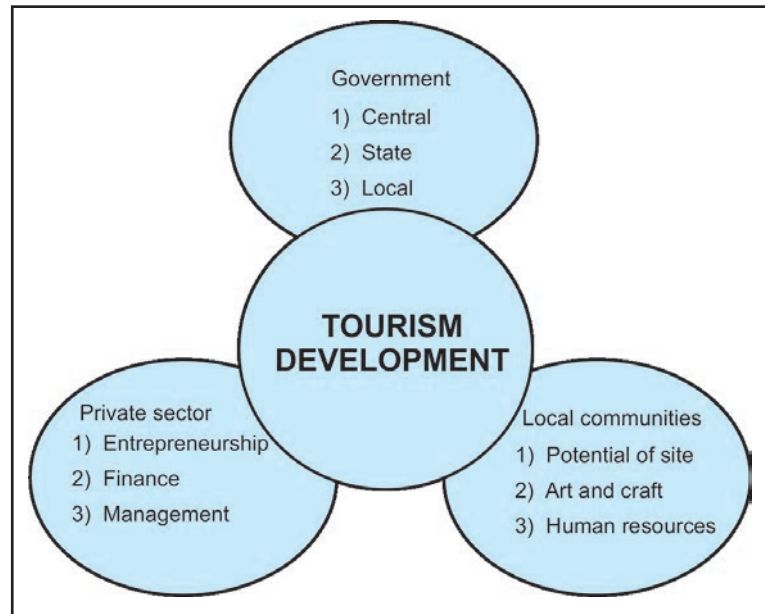 Government
1) Central
2) State
3) Local
TOURISM
DEVELOPMENT
Private sector
1) Entrepreneurship
2) Finance
3) Management
Local communities
1) Potential of site
2) Art and craft
3) Human resources